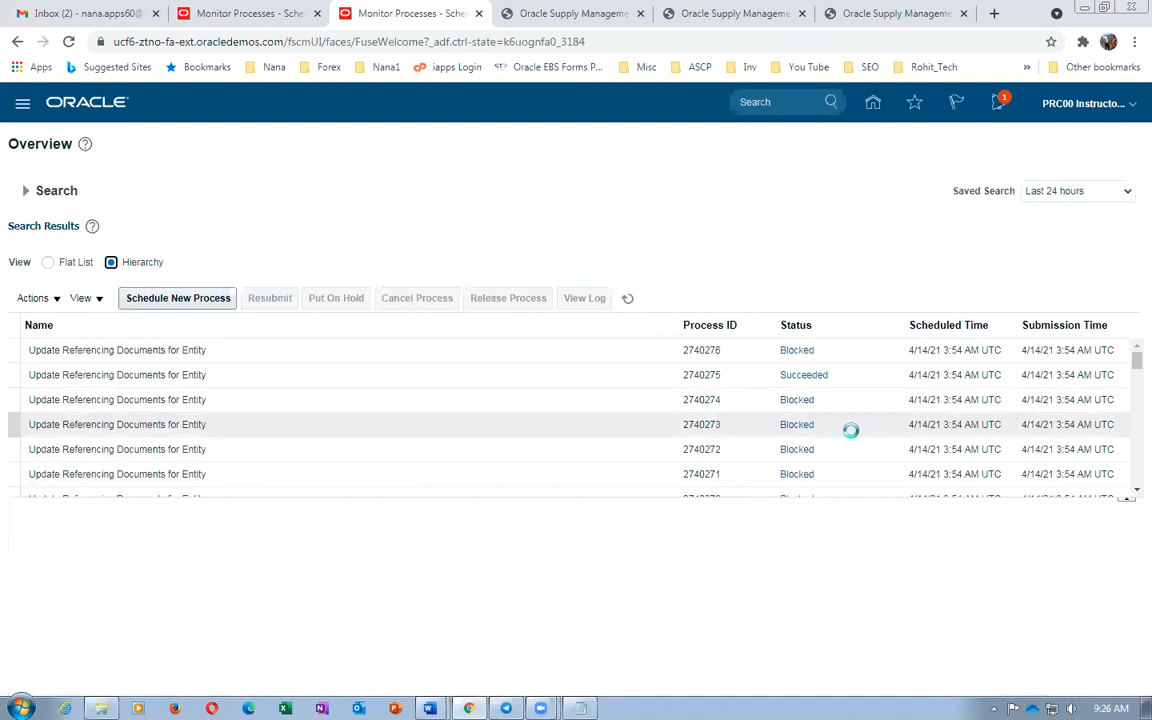 Inbox (2) - nana.apps60@ Monitor Processes - Sche Monitor Processes - Sche Oracle Supply Manageme Oracle Supply Manageme Oracle Supply Manageme
ucf6-ztno-fa-ext.oracledemos.com/fscmUI/faces/FuseWelcome?_adf.ctrl-state=k6uognfa0_3184
Apps Suggested Sites Bookmarks Nana Forex Nana1 iapps Login Oracle EBS Forms P... Misc ASCP Inv You Tube SEO Rohit_Tech » Other bookmarks
ORACLE Search 1 PRC00 Instructo...
Overview
Search Saved Search Last 24 hours
Search Results
View Flat List Hierarchy
Actions View Schedule New Process Resubmit Put On Hold Cancel Process Release Process View Log
Name Process ID Status Scheduled Time Submission Time
Update Referencing Documents for Entity 2740276 Blocked 4/14/21 3:54 AM UTC 4/14/21 3:54 AM UTC
Update Referencing Documents for Entity 2740275 Succeeded 4/14/21 3:54 AM UTC 4/14/21 3:54 AM UTC
Update Referencing Documents for Entity 2740274 Blocked 4/14/21 3:54 AM UTC 4/14/21 3:54 AM UTC
Update Referencing Documents for Entity 2740273 Blocked 4/14/21 3:54 AM UTC 4/14/21 3:54 AM UTC
Update Referencing Documents for Entity 2740272 Blocked 4/14/21 3:54 AM UTC 4/14/21 3:54 AM UTC
Update Referencing Documents for Entity 2740271 Blocked 4/14/21 3:54 AM UTC 4/14/21 3:54 AM UTC
9:26 AM